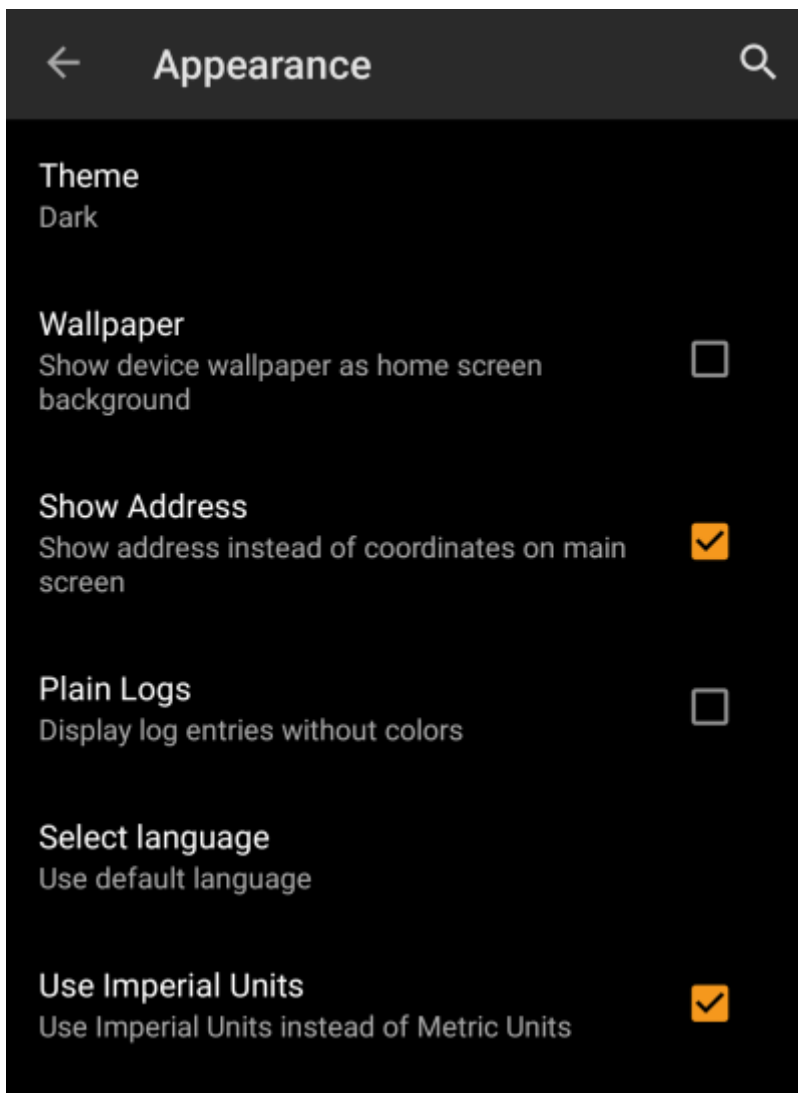 Appearance
Theme
Dark
Wallpaper
Show device wallpaper as home screen
background
Show Address
Show address instead of coordinates on main
screen
Plain Logs
Display log entries without colors
Select language
Use default language
Use Imperial Units
Use Imperial Units instead of Metric Units